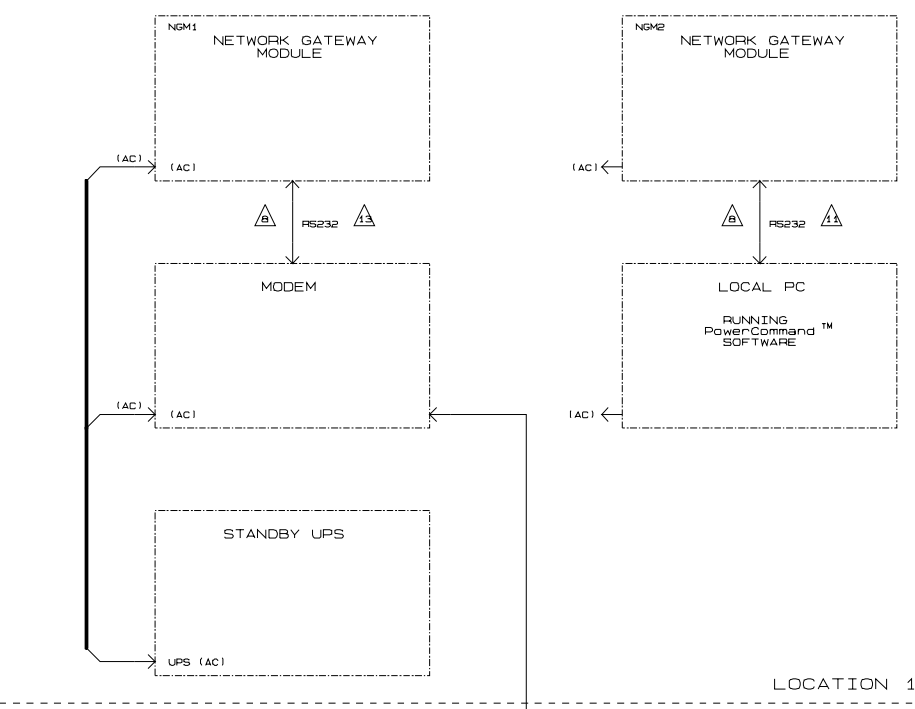 NGM1
NETWORK GATEWAY
MODULE
(AC)
(AC)
8
RS232
13
MODEM
(AC)
(AC)
STANDBY UPS
UPS (AC)
NGM2
NETWORK GATEWAY
MODULE
(AC)
8
RS232
11
LOCAL PC
RUNNING
PowerCommand TM
SOFTWARE
(AC)
LOCATION 1